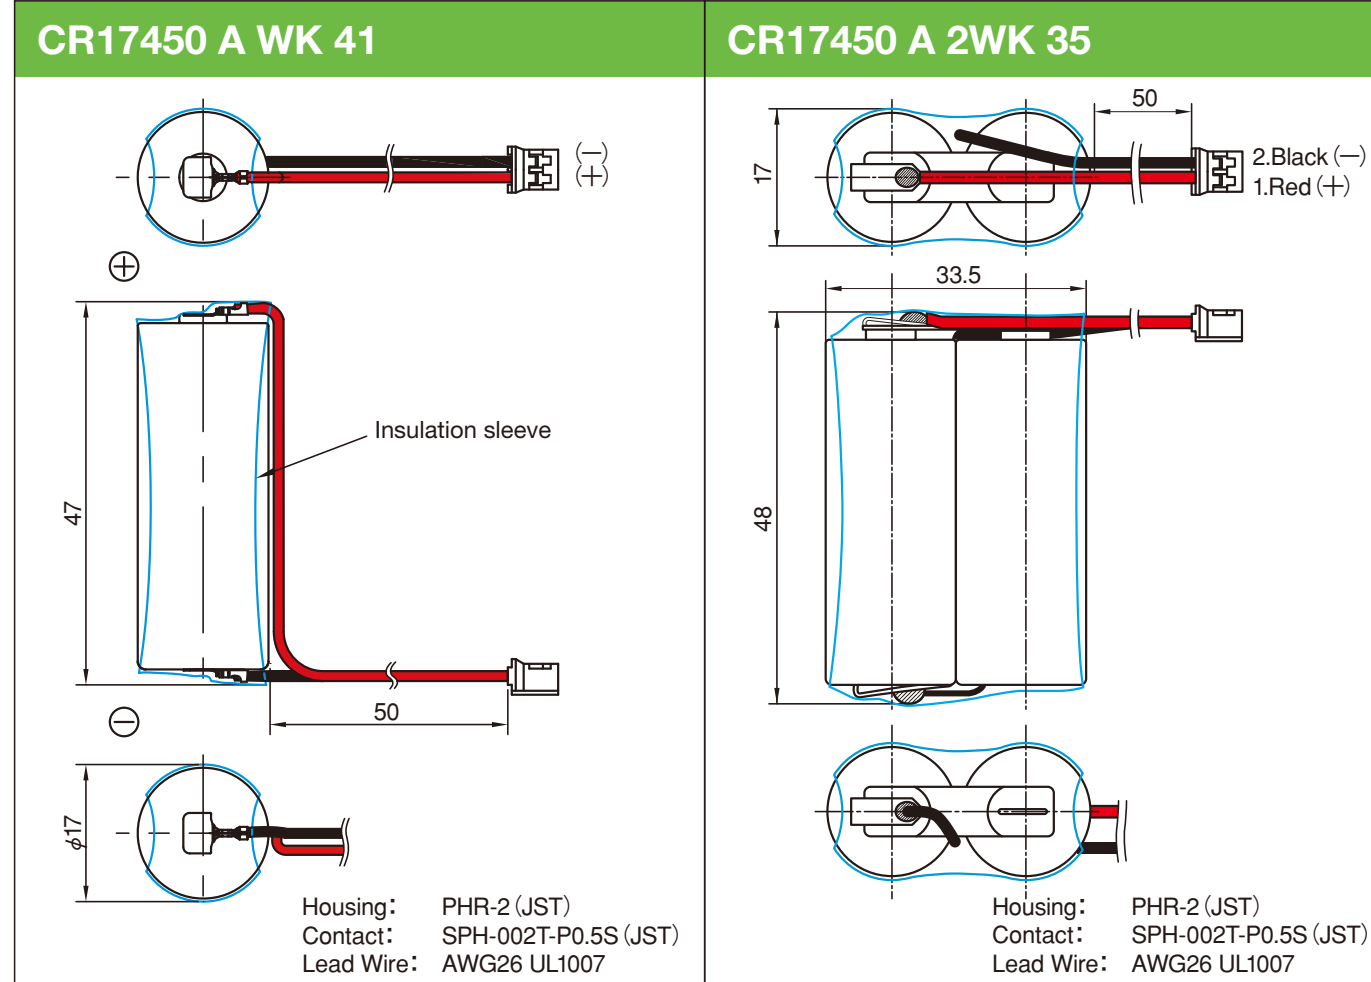 CR17450 A WK 41
(−)
(+)
⊕
47
Insulation sleeve
50
⊖
φ17
Housing: PHR-2 (JST)
Contact: SPH-002T-P0.5S (JST)
Lead Wire: AWG26 UL1007
CR17450 A 2WK 35
50
17
2.Black (−)
1.Red (+)
33.5
48
Housing: PHR-2 (JST)
Contact: SPH-002T-P0.5S (JST)
Lead Wire: AWG26 UL1007